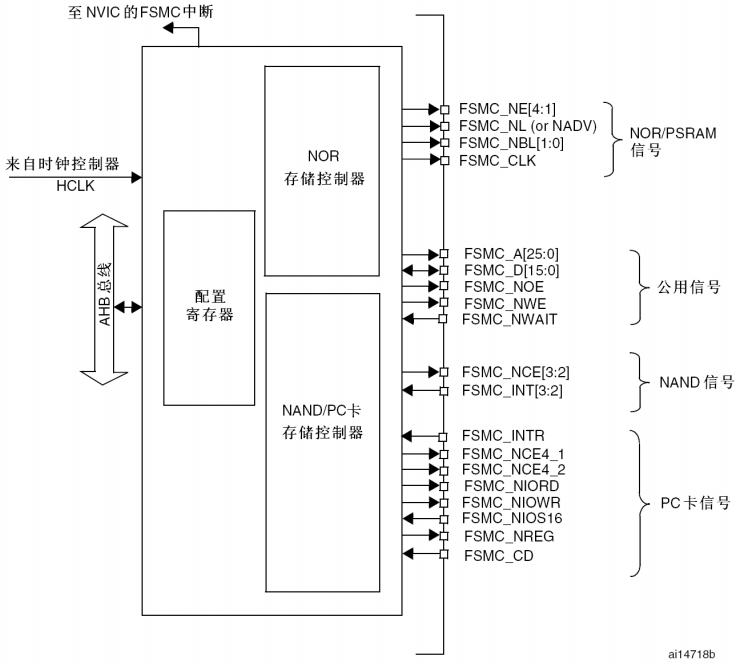 至 NVIC 的FSMC中断
来自时钟控制器
HCLK
AHB 总线
配置
寄存器
NOR
存储控制器
NAND/PC卡
存储控制器
FSMC_NE[4:1]
FSMC_NL (or NADV)
FSMC_NBL[1:0]
FSMC_CLK
NOR/PSRAM
信号
FSMC_A[25:0]
FSMC_D[15:0]
FSMC_NOE
FSMC_NWE
FSMC_NWAIT
公用信号
FSMC_NCE[3:2]
FSMC_INT[3:2]
NAND 信号
FSMC_INTR
FSMC_NCE4_1
FSMC_NCE4_2
FSMC_NIORD
FSMC_NIOWR
FSMC_NIOS16
FSMC_NREG
FSMC_CD
PC卡信号
ai14718b